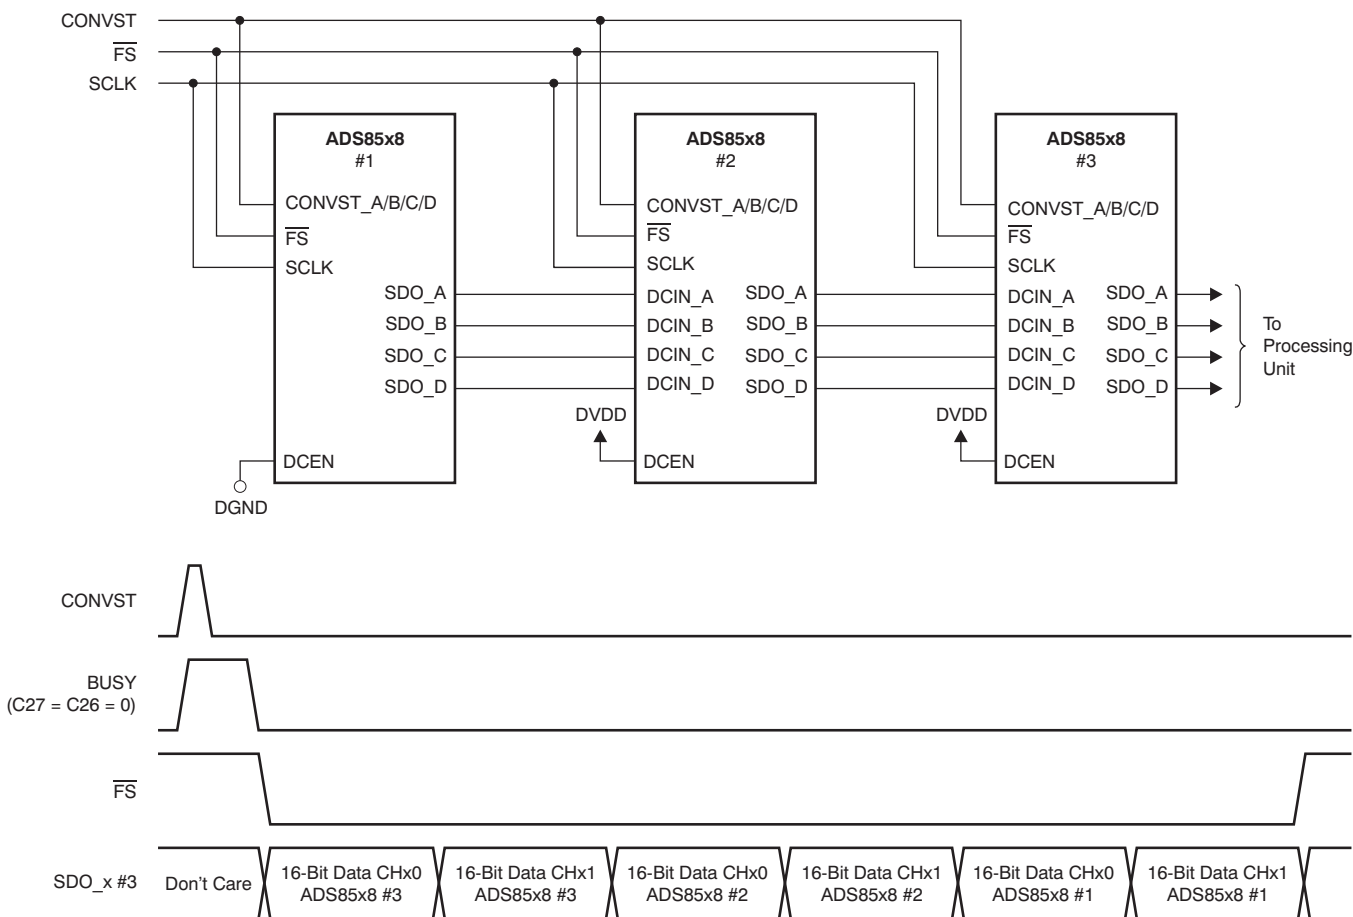 CONVST
FS
SCLK
ADS85x8
#1
CONVST_A/B/C/D
FS
SCLK
SDO_A
SDO_B
SDO_C
SDO_D
DCEN
DGND
ADS85x8
#2
CONVST_A/B/C/D
FS
SCLK
DCIN_A SDO_A
DCIN_B SDO_B
DCIN_C SDO_C
DCIN_D SDO_D
DVDD
DCEN
ADS85x8
#3
CONVST_A/B/C/D
FS
SCLK
DCIN_A SDO_A
DCIN_B SDO_B
DCIN_C SDO_C
DCIN_D SDO_D
DVDD
DCEN
To
Processing
Unit
CONVST
BUSY
(C27 = C26 = 0)
FS
SDO_x #3
Don't Care
16-Bit Data CHx0
ADS85x8 #3
16-Bit Data CHx1
ADS85x8 #3
16-Bit Data CHx0
ADS85x8 #2
16-Bit Data CHx1
ADS85x8 #2
16-Bit Data CHx0
ADS85x8 #1
16-Bit Data CHx1
ADS85x8 #1